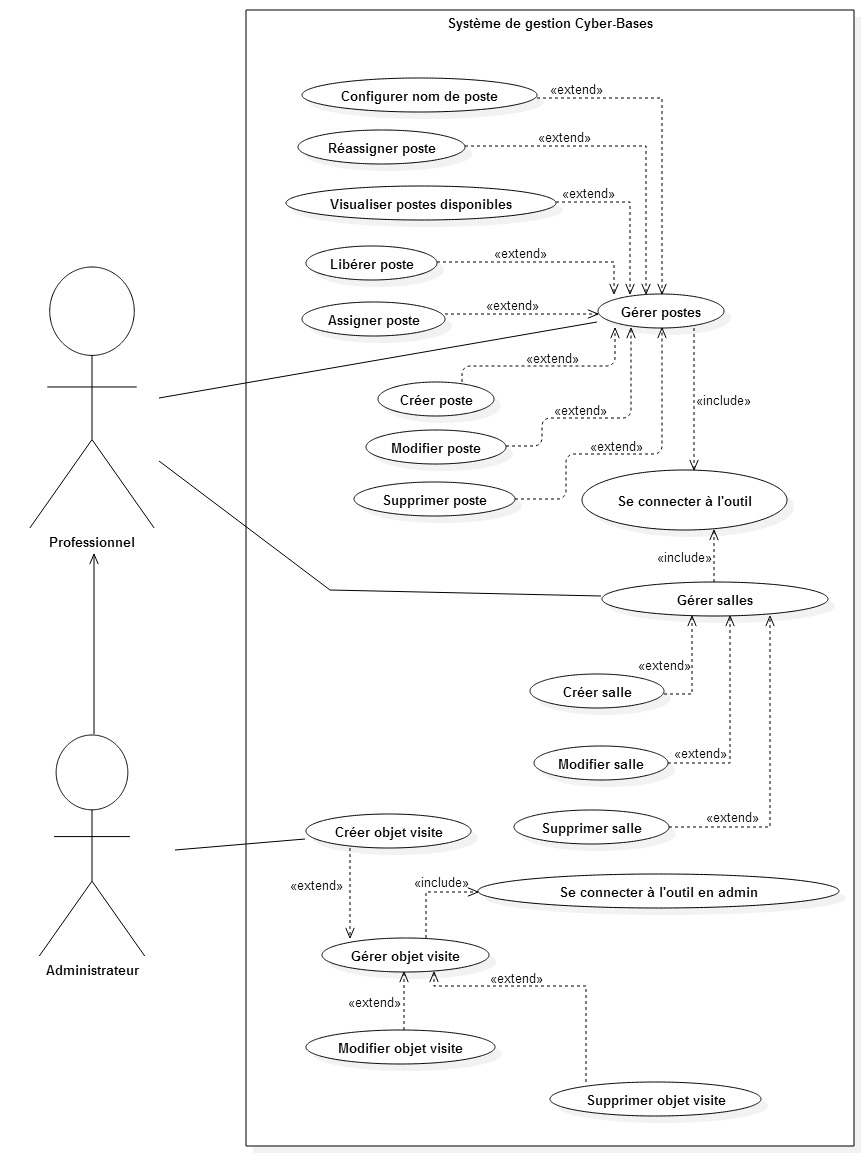 Système de gestion Cyber-Bases
«extend»
Configurer nom de poste
«extend»
Réassigner poste
«extend»
Visualiser postes disponibles
«extend»
Libérer poste
«extend»
Assigner poste
Gérer postes
«extend»
Créer poste
«include»
«extend»
Modifier poste
«extend»
Supprimer poste
Se connecter à l'outil
Professionnel
«include»
Gérer salles
«extend»
Créer salle
«extend»
Modifier salle
«extend»
Supprimer salle
Créer objet visite
«extend»
«include»
Se connecter à l'outil en admin
Gérer objet visite
Administrateur
«extend»
«extend»
Modifier objet visite
Supprimer objet visite